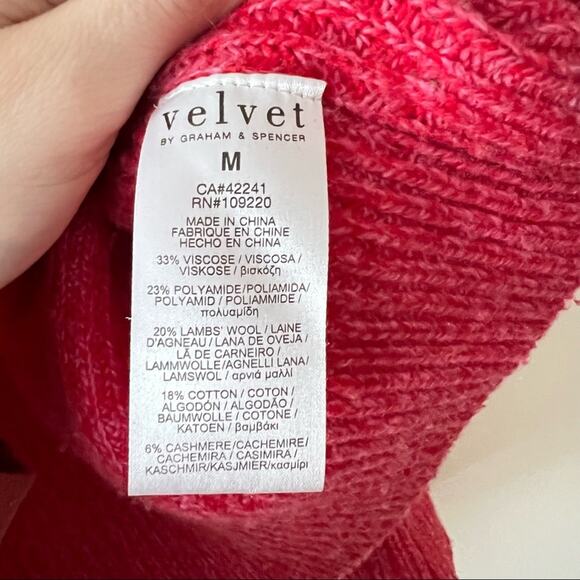 velvet
BY GRAHAM & SPENCER
M
CA#42241
RN#109220
MADE IN CHINA
FABRIQUE EN CHINE
HECHO EN CHINA
33% VISCOSE / VISCOSA /
VISKOSE / βισκόζη
23% POLYAMIDE/POLIAMIDA/
POLYAMID / POLIAMMIDE /
πολυαμίδη
20% LAMBS' WOOL / LAINE
D'AGNEAU / LANA DE OVEJA /
LÃ DE CARNEIRO /
LAMMWOLLE/AGNELLI LANA/
LAMSWOL / αρνιά μαλλί
18% COTTON / COTON /
ALGODÓN / ALGODÃO /
BAUMWOLLE / COTONE /
KATOEN / βαμβάκι
6% CASHMERE/CACHEMIRE/
CACHEMIRA / CASIMIRA /
KASCHMIR/KASJMIER/κασμίρι